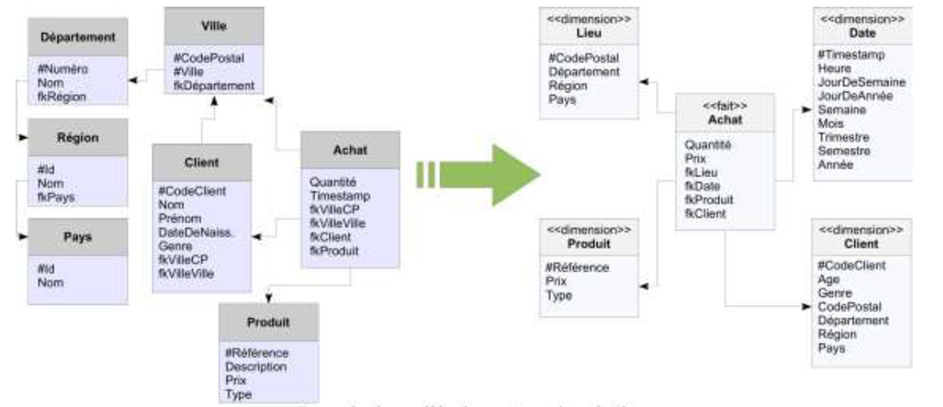 Département
#Numéro
Nom
fkRégion
Ville
#CodePostal
#Ville
fkDépartement
Région
#Id
Nom
fkPays
Pays
#Id
Nom
Client
#CodeClient
Nom
Prénom
DateDeNaiss.
Genre
fkVilleCP
fkVilleVille
Achat
Quantité
Timestamp
fkVilleCP
fkVilleVille
fkClient
fkProduit
Produit
#Référence
Description
Prix
Type
<<dimension>>
Lieu
#CodePostal
Département
Région
Pays
<<dimension>>
Date
#Timestamp
Heure
JourDeSemaine
JourDeAnnée
Semaine
Mois
Trimestre
Semestre
Année
<<fait>>
Achat
Quantité
Prix
fkLieu
fkDate
fkProduit
fkClient
<<dimension>>
Produit
#Référence
Prix
Type
<<dimension>>
Client
#CodeClient
Age
Genre
CodePostal
Département
Région
Pays